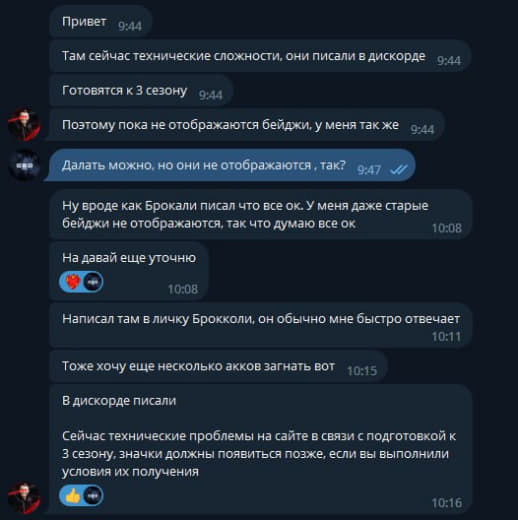 Привет 9:44
Там сейчас технические сложности, они писали в дискорде 9:44
Готовятся к 3 сезону 9:44
Поэтому пока не отображаются бейджи, у меня так же 9:44
Далать можно, но они не отображаются , так? 9:47
Ну вроде как Брокали писал что все ок. У меня даже старые
бейджи не отображаются, так что думаю все ок 10:08
На давай еще уточню
10:08
Написал там в личку Брокколи, он обычно мне быстро отвечает
10:11
Тоже хочу еще несколько акков загнать вот 10:15
В дискорде писали
Сейчас технические проблемы на сайте в связи с подготовкой к
3 сезону, значки должны появиться позже, если вы выполнили
условия их получения
10:16